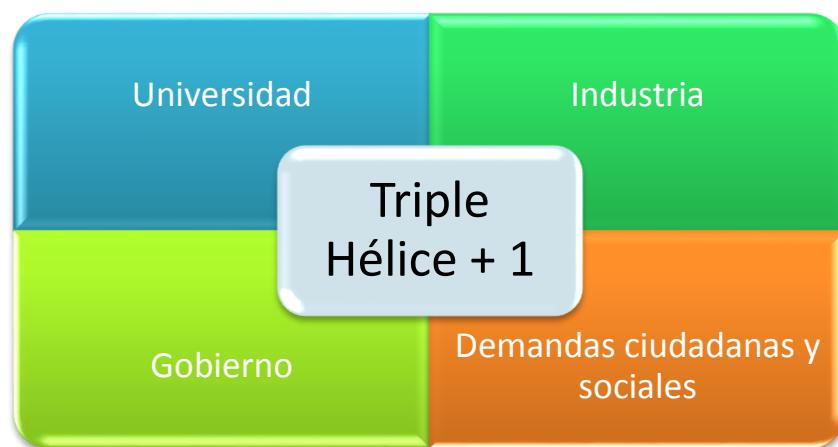 Universidad
Industria
Triple
Hélice + 1
Gobierno
Demandas ciudadanas y
sociales